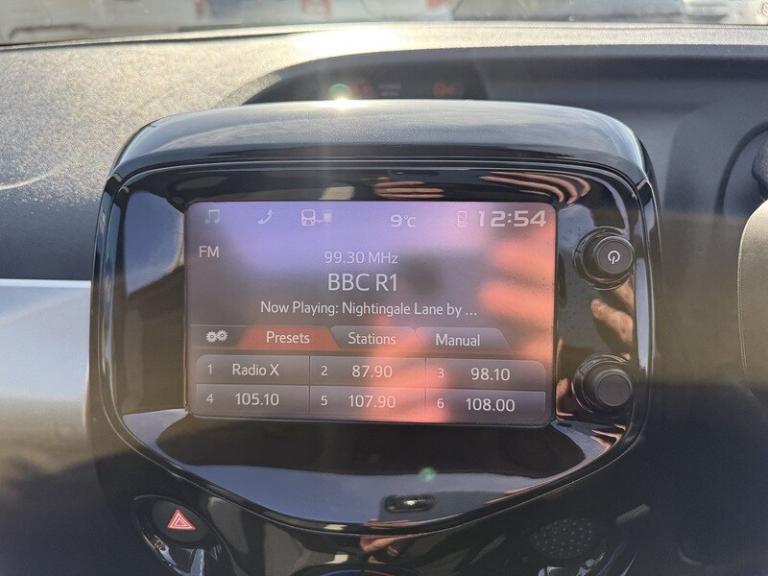 9°C 12:54
FM
99.30 MHz
BBC R1
Now Playing: Nightingale Lane by ...
Presets Stations Manual
1 Radio X 2 87.90 3 98.10
4 105.10 5 107.90 6 108.00